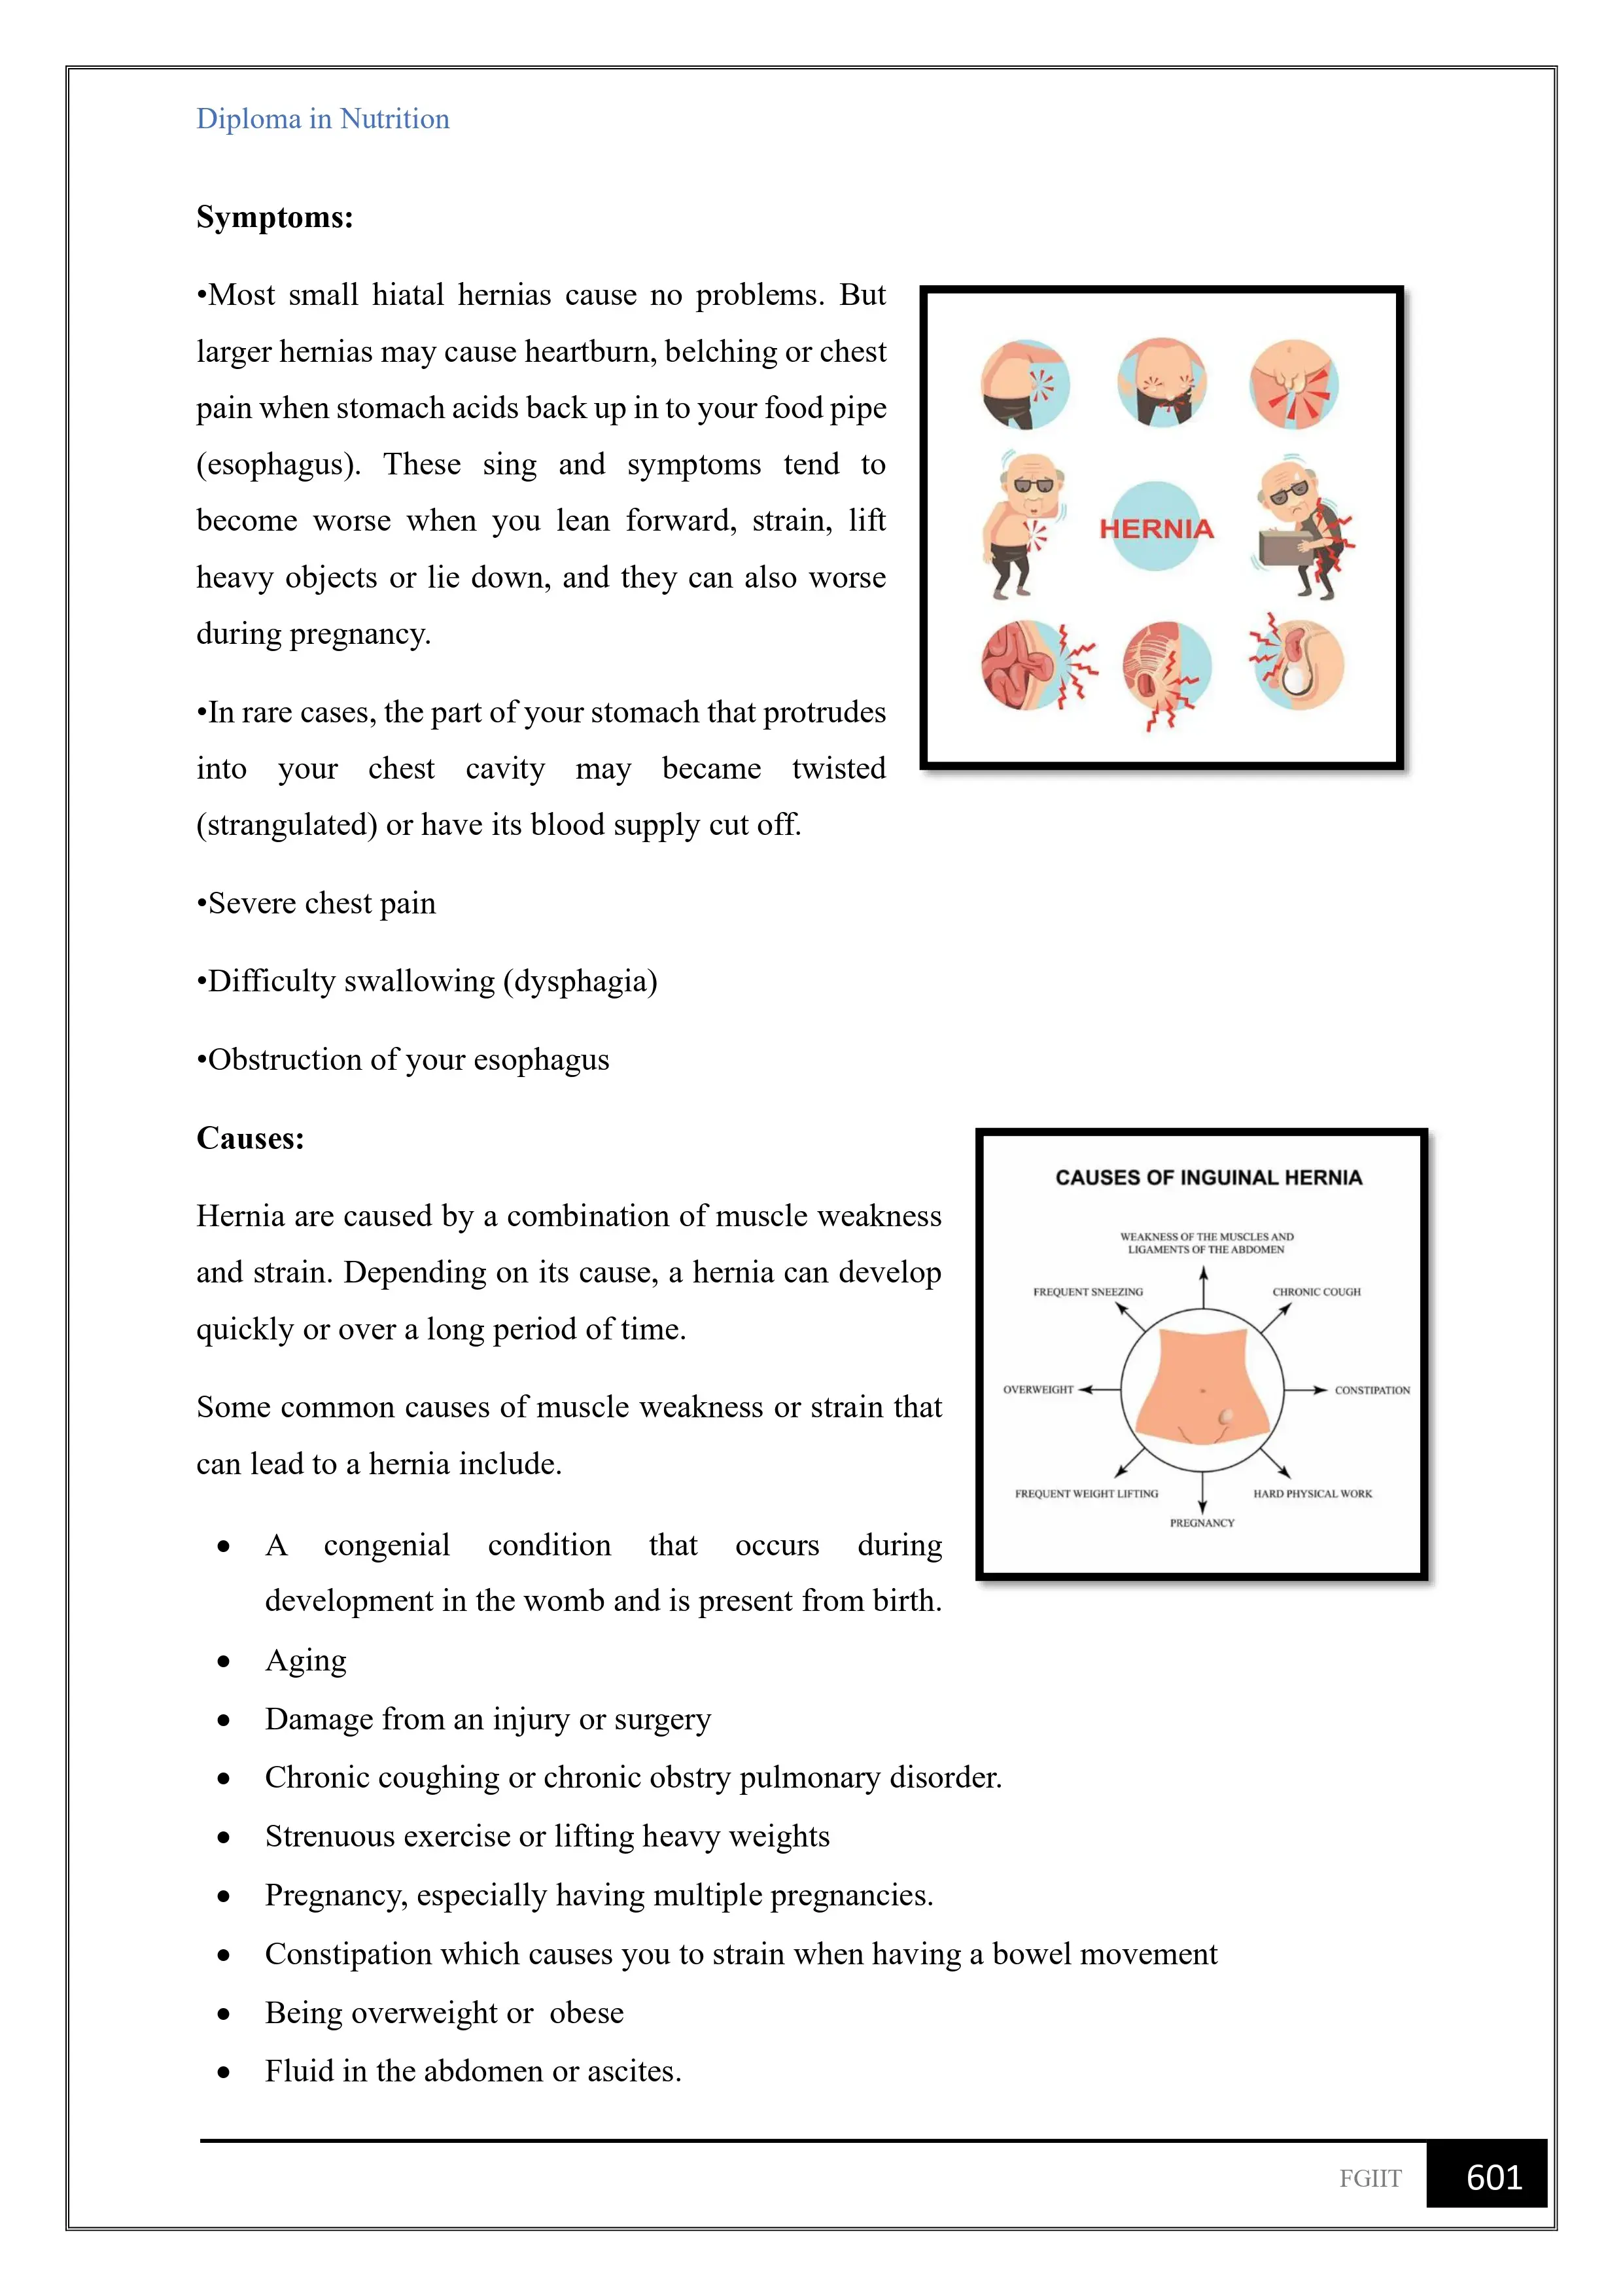 Diploma in Nutrition
Symptoms:
•Most small hiatal hernias cause no problems. But
larger hernias may cause heartburn, belching or chest
pain when stomach acids back up in to your food pipe
(esophagus). These sing and symptoms tend to
become worse when you lean forward, strain, lift
heavy objects or lie down, and they can also worse
during pregnancy.
HERNIA
•In rare cases, the part of your stomach that protrudes
into your chest cavity may became twisted
(strangulated) or have its blood supply cut off.
•Severe chest pain
•Difficulty swallowing (dysphagia)
•Obstruction of your esophagus
Causes:
Hernia are caused by a combination of muscle weakness
and strain. Depending on its cause, a hernia can develop
quickly or over a long period of time.
Some common causes of muscle weakness or strain that
can lead to a hernia include.
CAUSES OF INGUINAL HERNIA
WEAKNESS OF THE MUSCLES AND
LIGAMENTS OF THE ABDOMEN
FREQUENT SNEEZING
CHRONIC COUGH
OVERWEIGHT
CONSTIPATION
FREQUENT WEIGHT LIFTING
HARD PHYSICAL WORK
PREGNANCY
• A congenial condition that occurs during
development in the womb and is present from birth.
• Aging
• Damage from an injury or surgery
• Chronic coughing or chronic obstry pulmonary disorder.
• Strenuous exercise or lifting heavy weights
• Pregnancy, especially having multiple pregnancies.
• Constipation which causes you to strain when having a bowel movement
• Being overweight or obese
• Fluid in the abdomen or ascites.
FGIIT
601